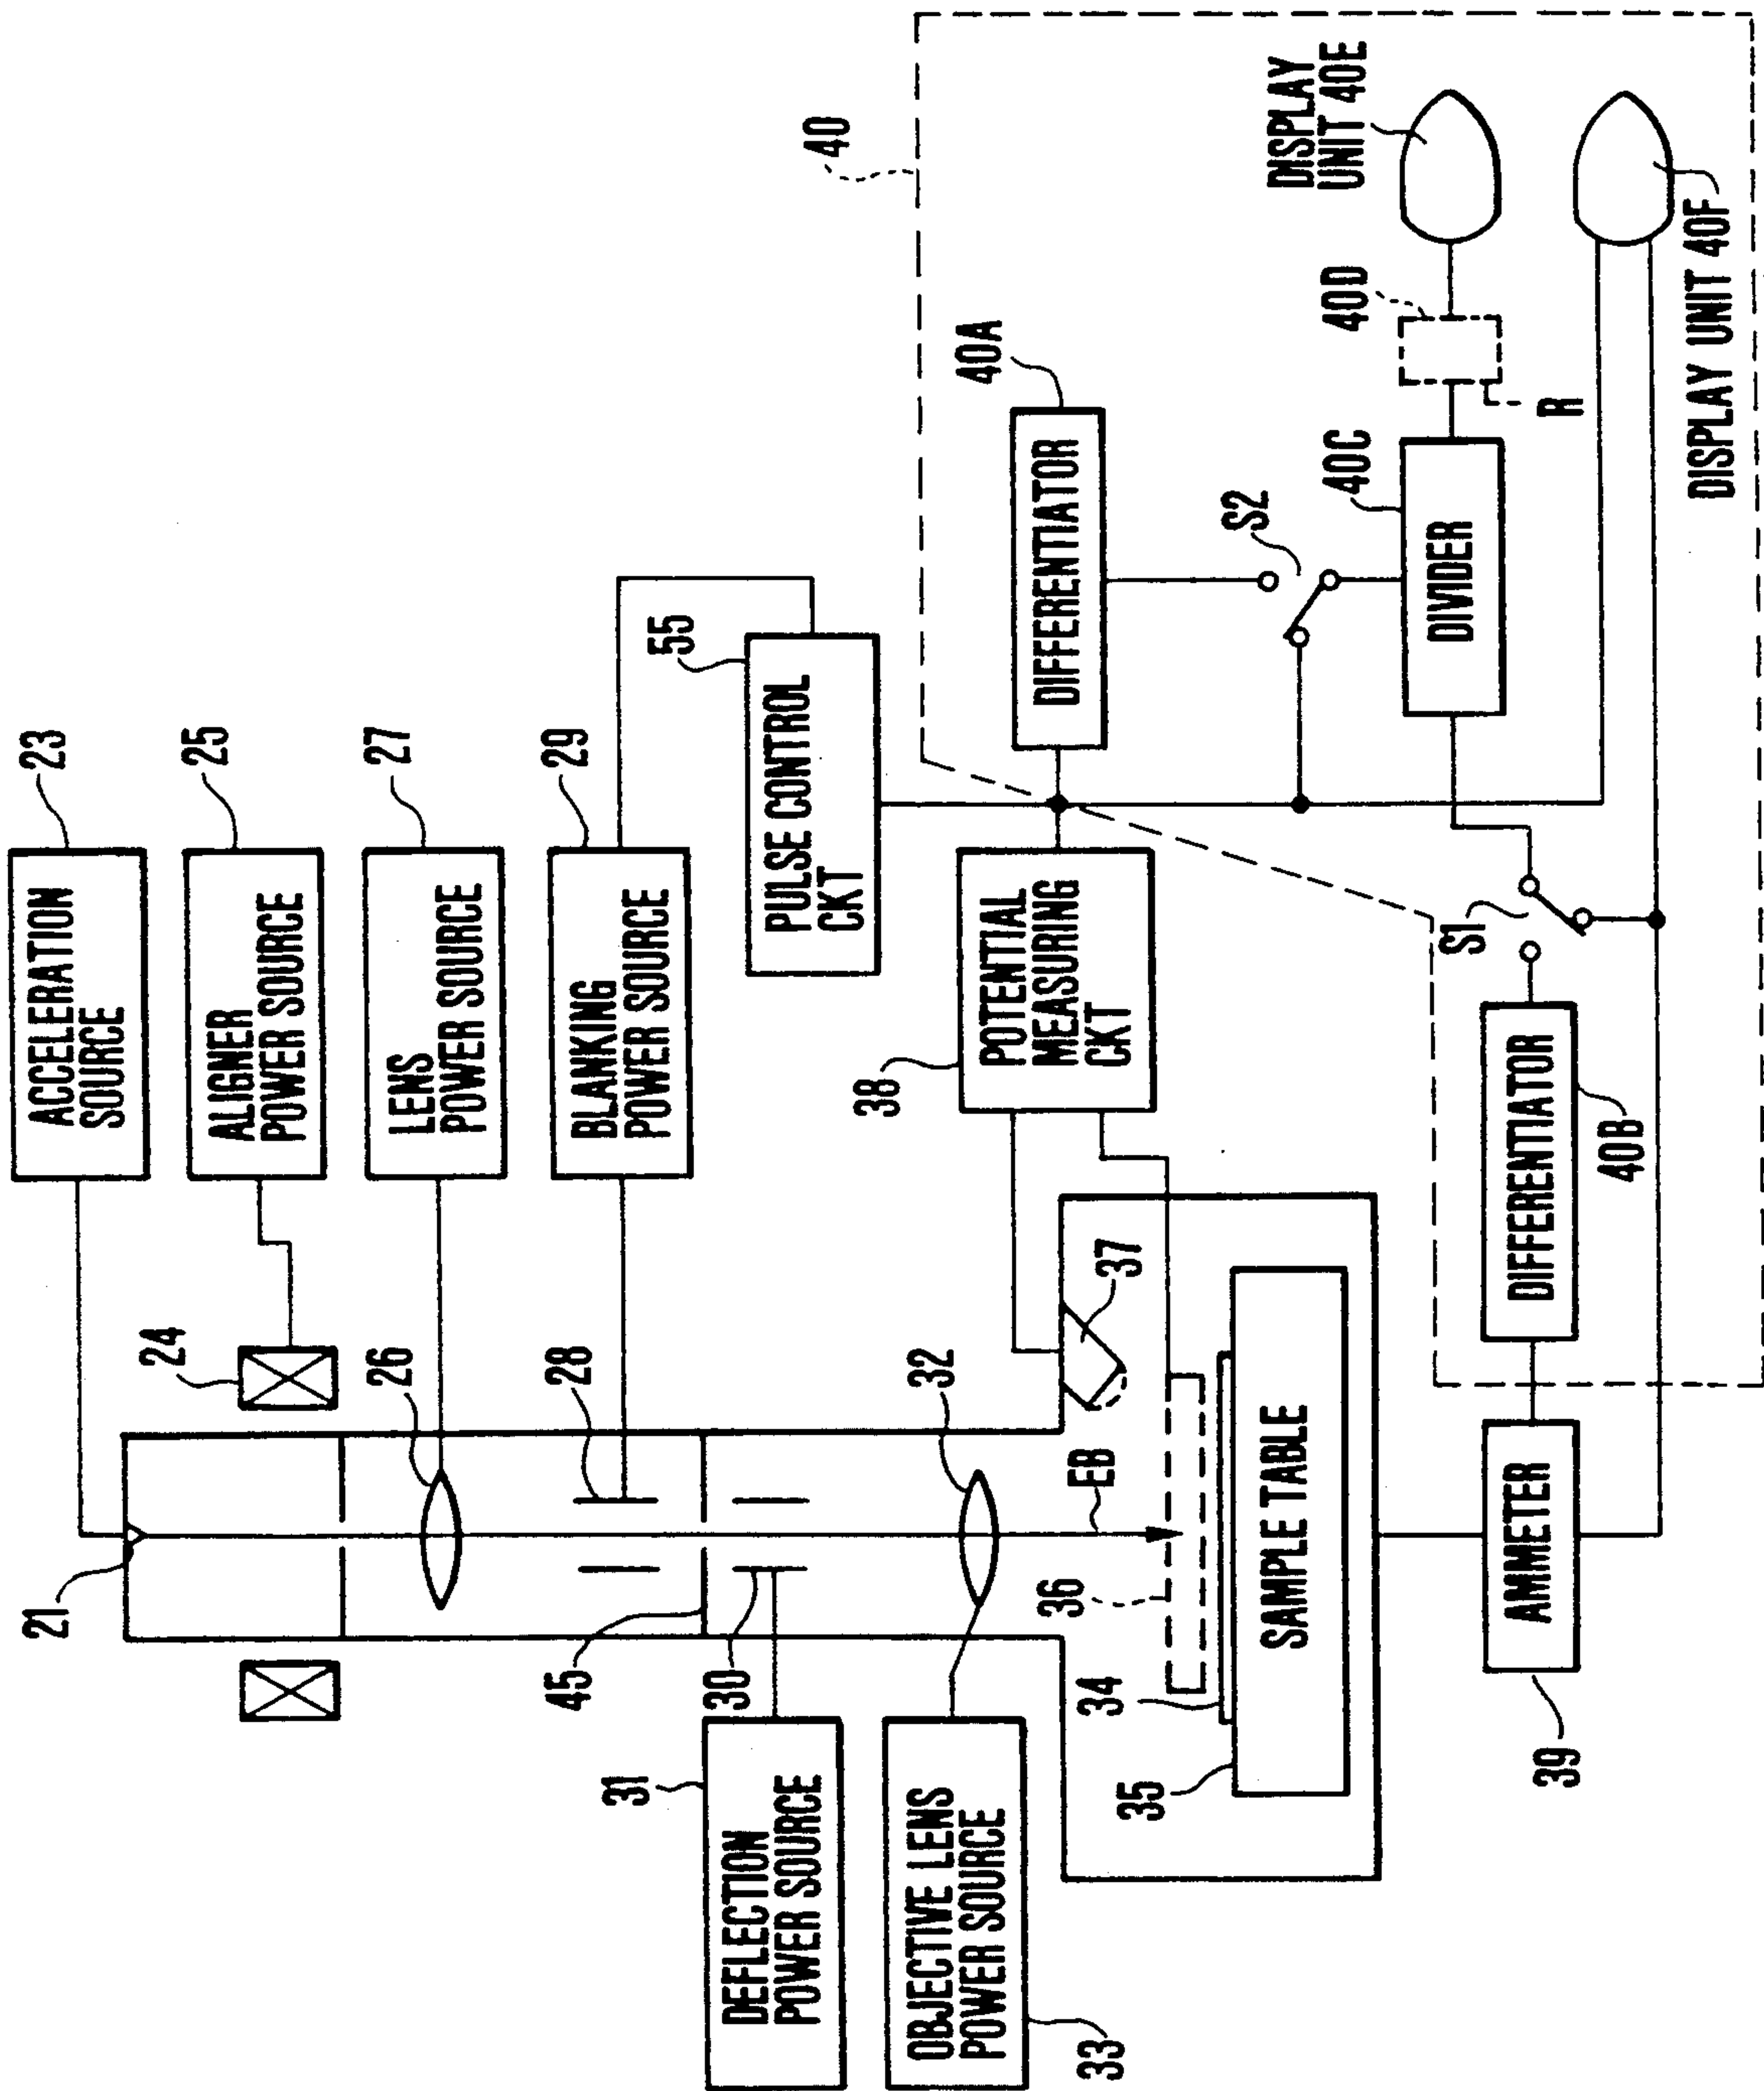 23
ACCELERATION
SOURCE
25
ALIGNER
POWER SOURCE
27
LENS
POWER SOURCE
29
BLANKING
POWER SOURCE
55
PULSE CONTROL
CKT
21
24
26
28
45
30
31
DEFLECTION
POWER SOURCE
32
33
OBJECTIVE LENS
POWER SOURCE
EB
36
37
34
35
SAMPLE TABLE
38
POTENTIAL
MEASURING
CKT
39
AMMETER
40
40A
DIFFERENTIATOR
40B
DIFFERENTIATOR
S1
S2
40C
DIVIDER
40D
R
DISPLAY
UNIT 40E
DISPLAY UNIT 40F